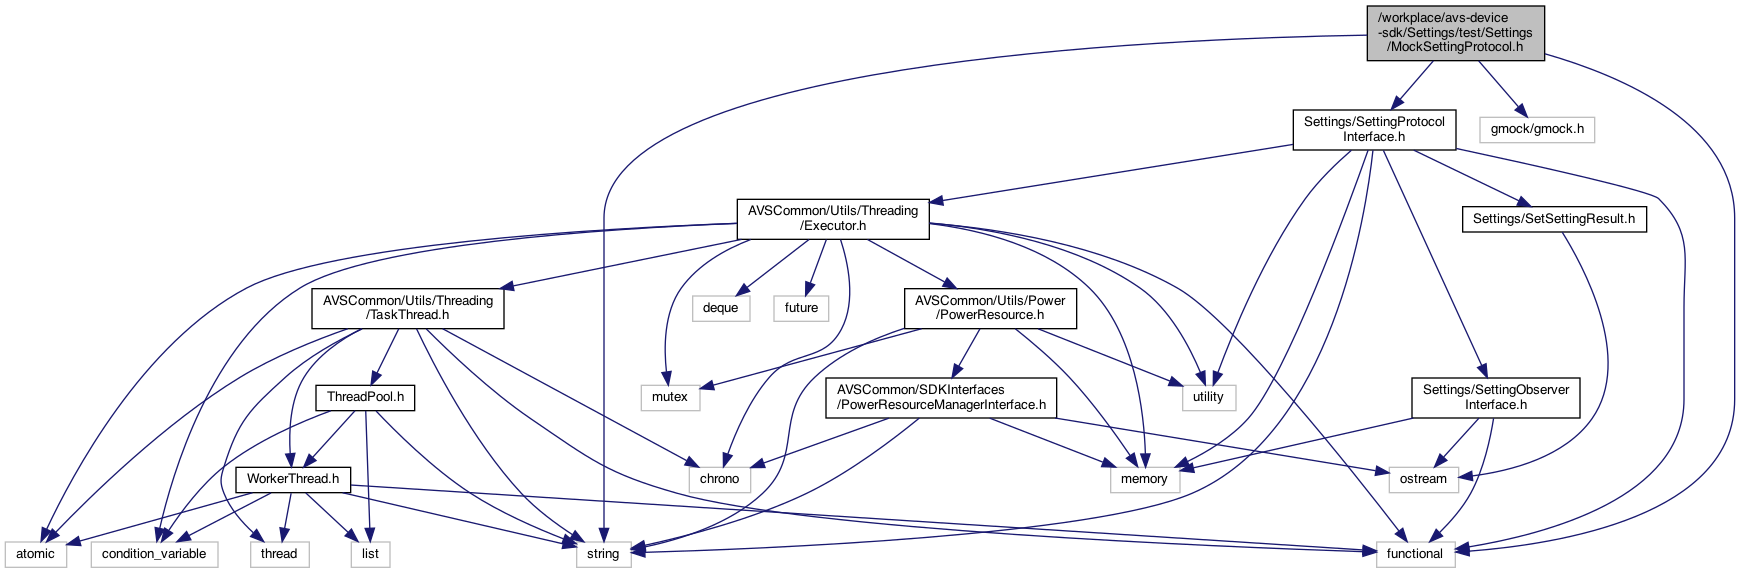 /workplace/avs-device
-sdk/Settings/test/Settings
/MockSettingProtocol.h
Settings/SettingProtocol
Interface.h
gmock/gmock.h
AVSCommon/Utils/Threading
/Executor.h
Settings/SetSettingResult.h
AVSCommon/Utils/Threading
/TaskThread.h
deque
future
AVSCommon/Utils/Power
/PowerResource.h
ThreadPool.h
mutex
AVSCommon/SDKInterfaces
/PowerResourceManagerInterface.h
utility
Settings/SettingObserver
Interface.h
WorkerThread.h
chrono
memory
ostream
atomic
condition_variable
thread
list
string
functional